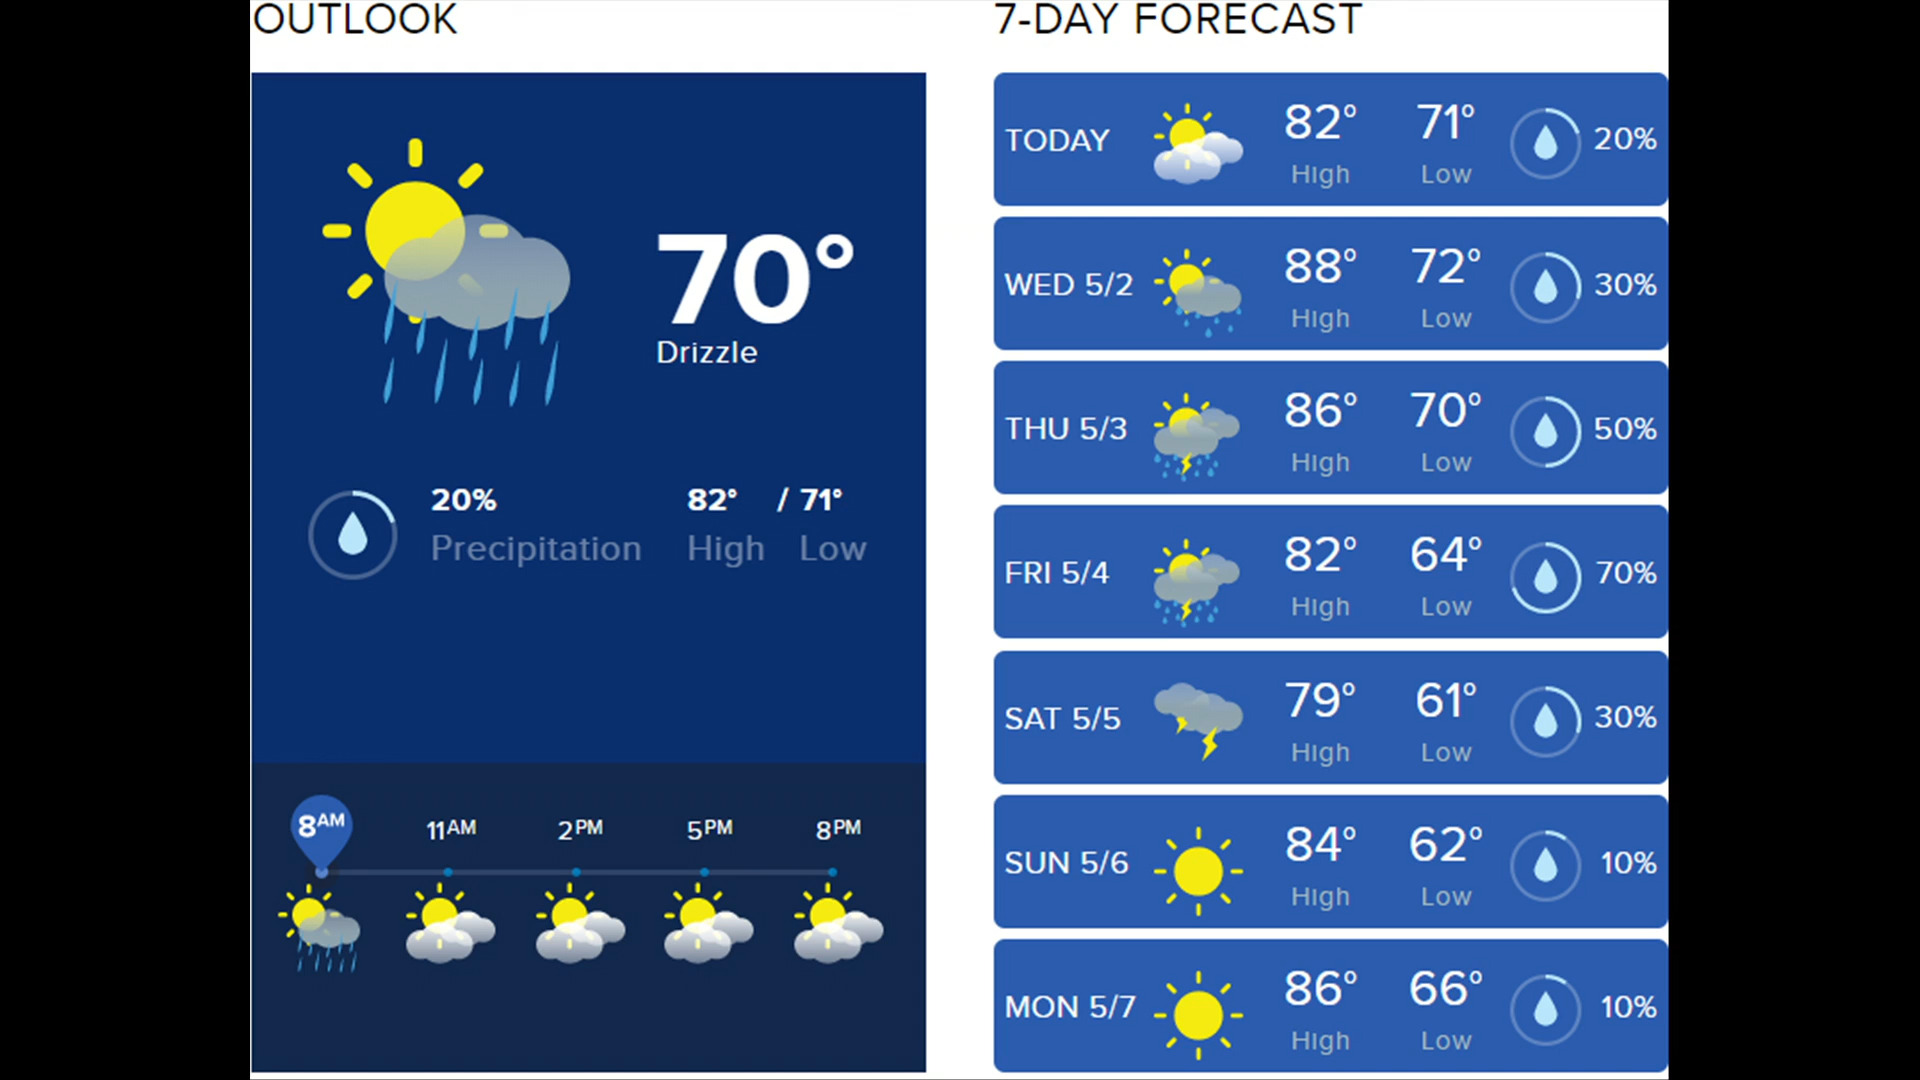 OUTLOOK
70°
Drizzle
20%
Precipitation
82° / 71°
High Low
8AM 11AM 2PM 5PM 8PM
7-DAY FORECAST
TODAY 82° High 71° Low 20%
WED 5/2 88° High 72° Low 30%
THU 5/3 86° High 70° Low 50%
FRI 5/4 82° High 64° Low 70%
SAT 5/5 79° High 61° Low 30%
SUN 5/6 84° High 62° Low 10%
MON 5/7 86° High 66° Low 10%